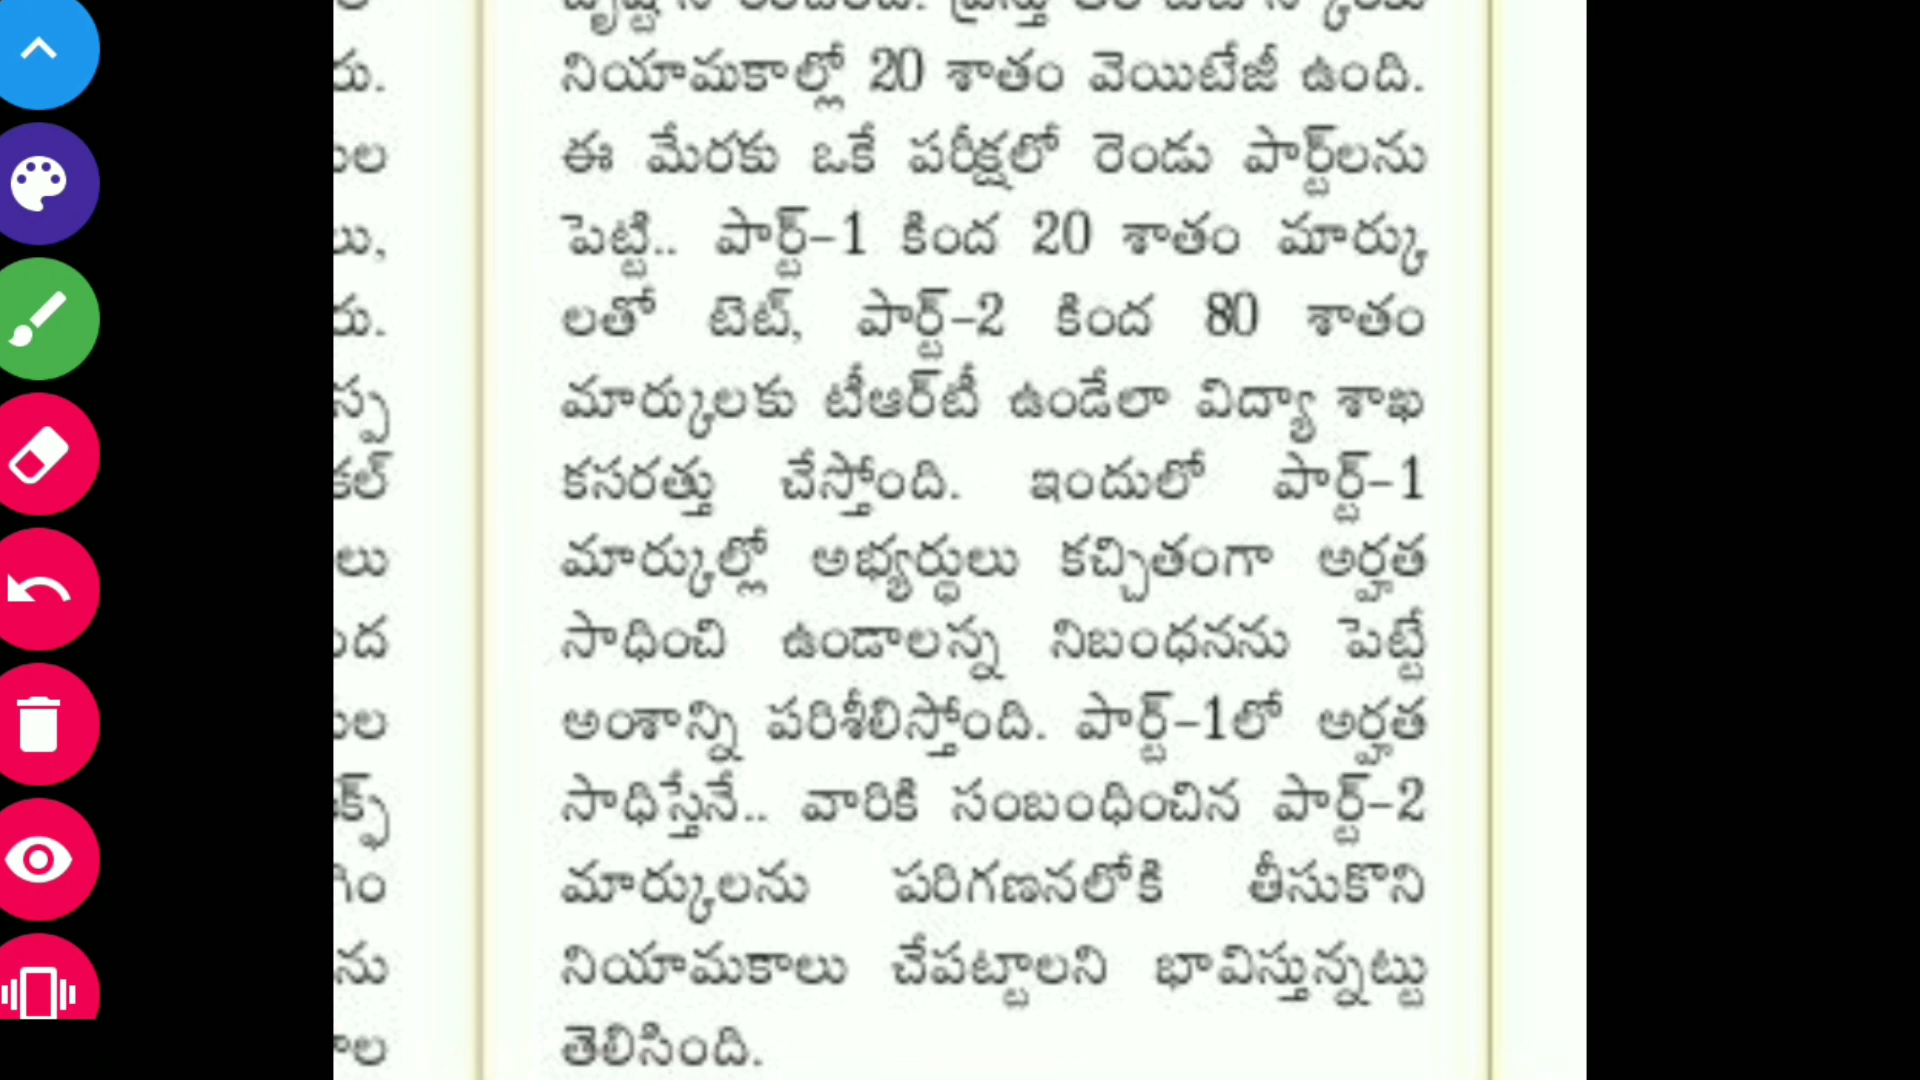 రు.
ుల
లు,
రు.
స్ప
కల్
లు
ంద
ుల
క్స్
గిం
ను
ాల
నియామకాల్లో 20 శాతం వెయిటేజీ ఉంది.
ఈ మేరకు ఒకే పరీక్షలో రెండు పార్ట్‌లను
పెట్టి.. పార్ట్-1 కింద 20 శాతం మార్కు
లతో టెట్, పార్ట్-2 కింద 80 శాతం
మార్కులకు టీఆర్‌టీ ఉండేలా విద్యా శాఖ
కసరత్తు చేస్తోంది. ఇందులో పార్ట్-1
మార్కుల్లో అభ్యర్థులు కచ్చితంగా అర్హత
సాధించి ఉండాలన్న నిబంధనను పెట్టే
అంశాన్ని పరిశీలిస్తోంది. పార్ట్-1లో అర్హత
సాధిస్తేనే.. వారికి సంబంధించిన పార్ట్-2
మార్కులను పరిగణనలోకి తీసుకొని
నియామకాలు చేపట్టాలని భావిస్తున్నట్టు
తెలిసింది.